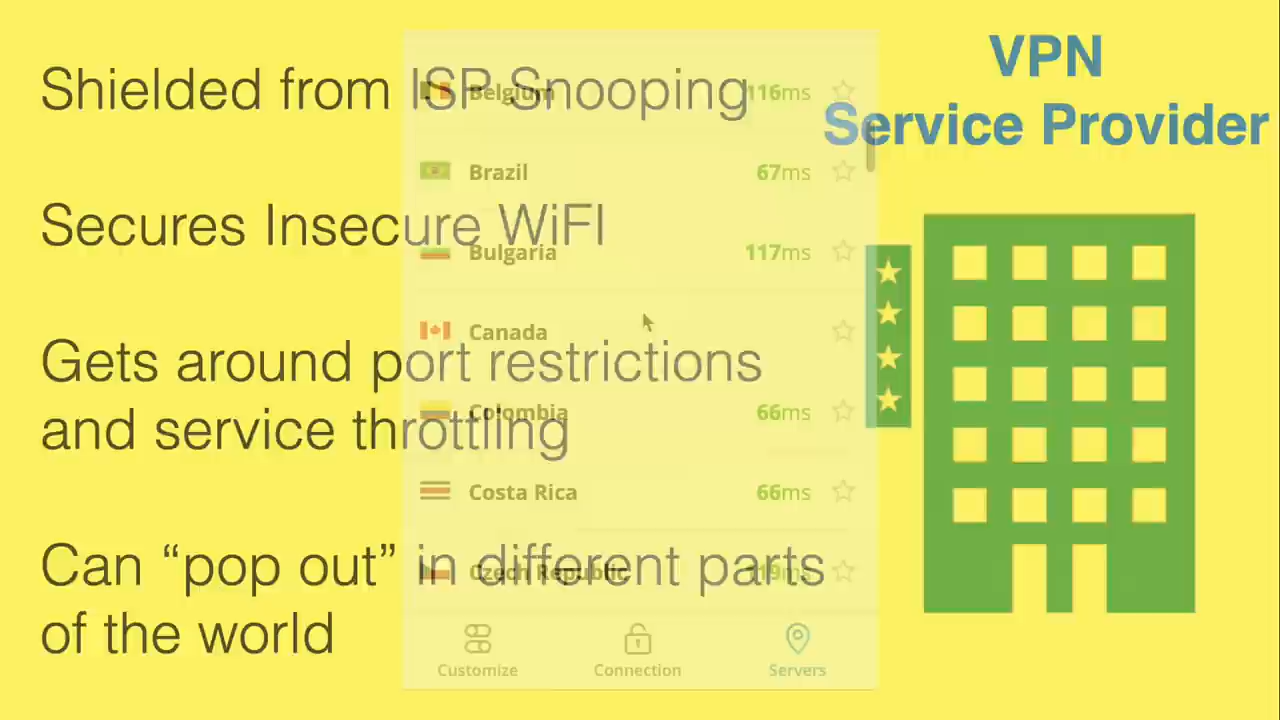 Shielded from ISP Snooping
Secures Insecure WiFI
Gets around port restrictions
and service throttling
Can “pop out” in different parts
of the world
VPN
Service Provider
Belgium 116ms
Brazil 67ms
Bulgaria 117ms
Canada
Colombia 66ms
Costa Rica 66ms
Czech Republic 119ms
Customize Connection Servers